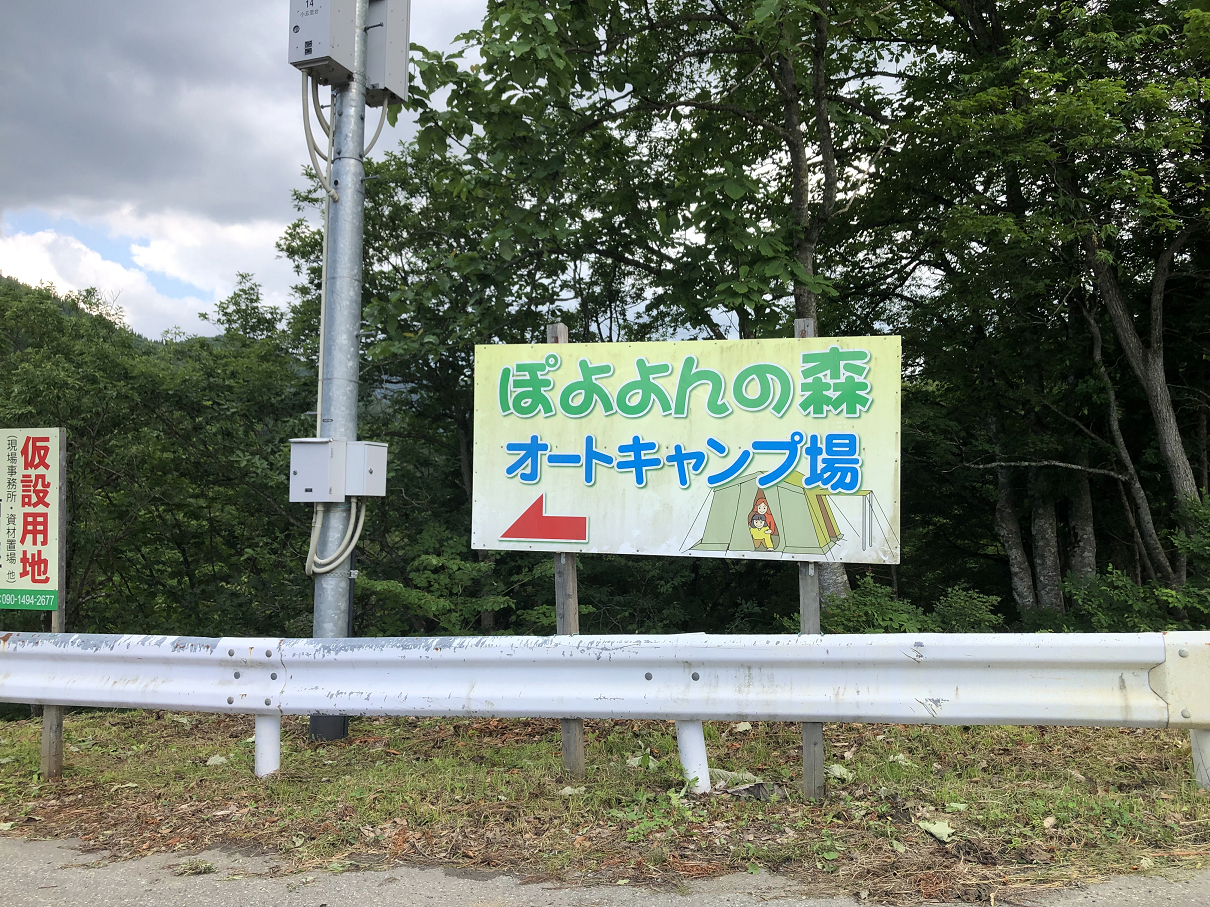 14
ぽよよんの森
オートキャンプ場
仮設用地
(現場事務所・資材置場 他)
090-1494-2677